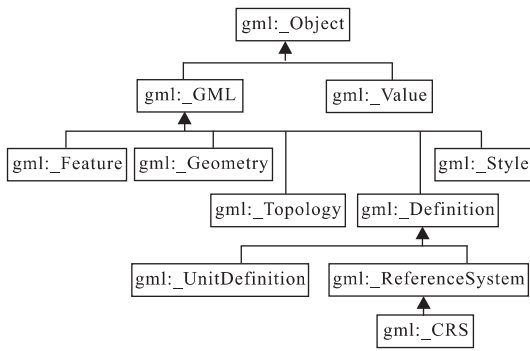 gml:_Object
gml:_GML
gml:_Value
gml:_Feature
gml:_Geometry
gml:_Style
gml:_Topology
gml:_Definition
gml:_UnitDefinition
gml:_ReferenceSystem
gml:_CRS